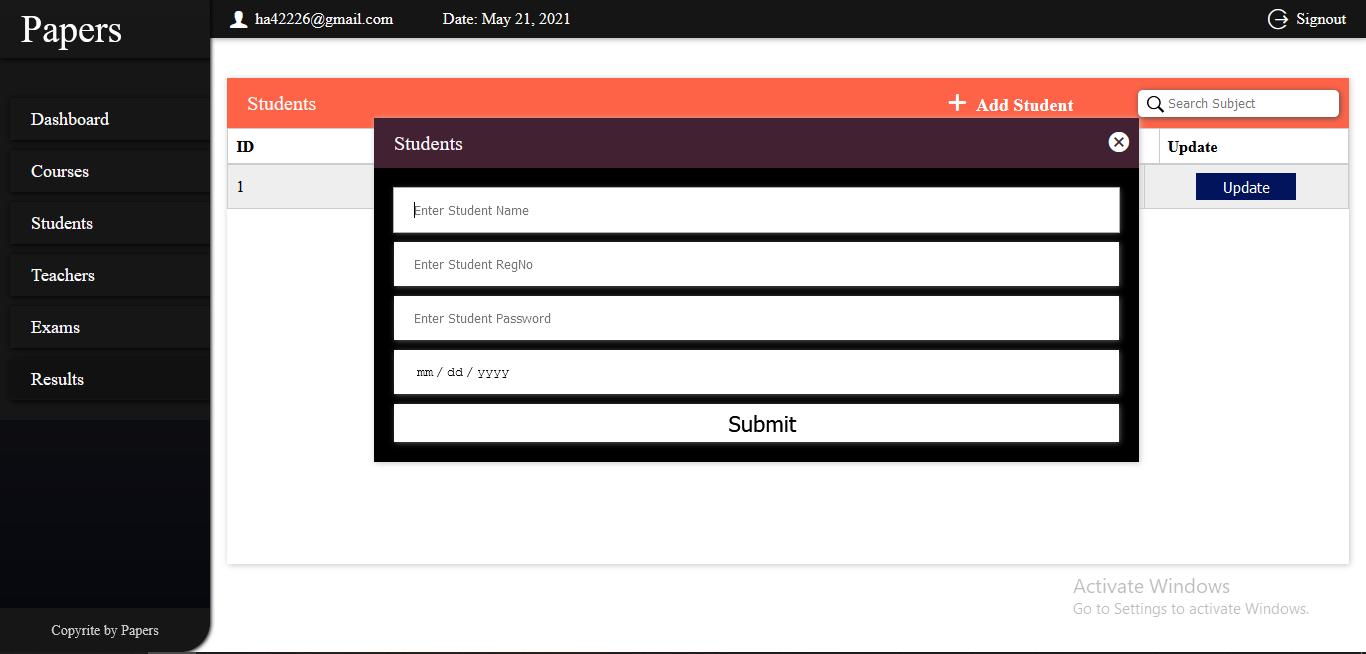 Papers
ha42226@gmail.com Date: May 21, 2021 Signout
Dashboard
Courses
Students
Teachers
Exams
Results
Copyrite by Papers
Students + Add Student Search Subject
ID Update
1 Update
Students
Enter Student Name
Enter Student RegNo
Enter Student Password
mm / dd / yyyy
Submit
Activate Windows
Go to Settings to activate Windows.